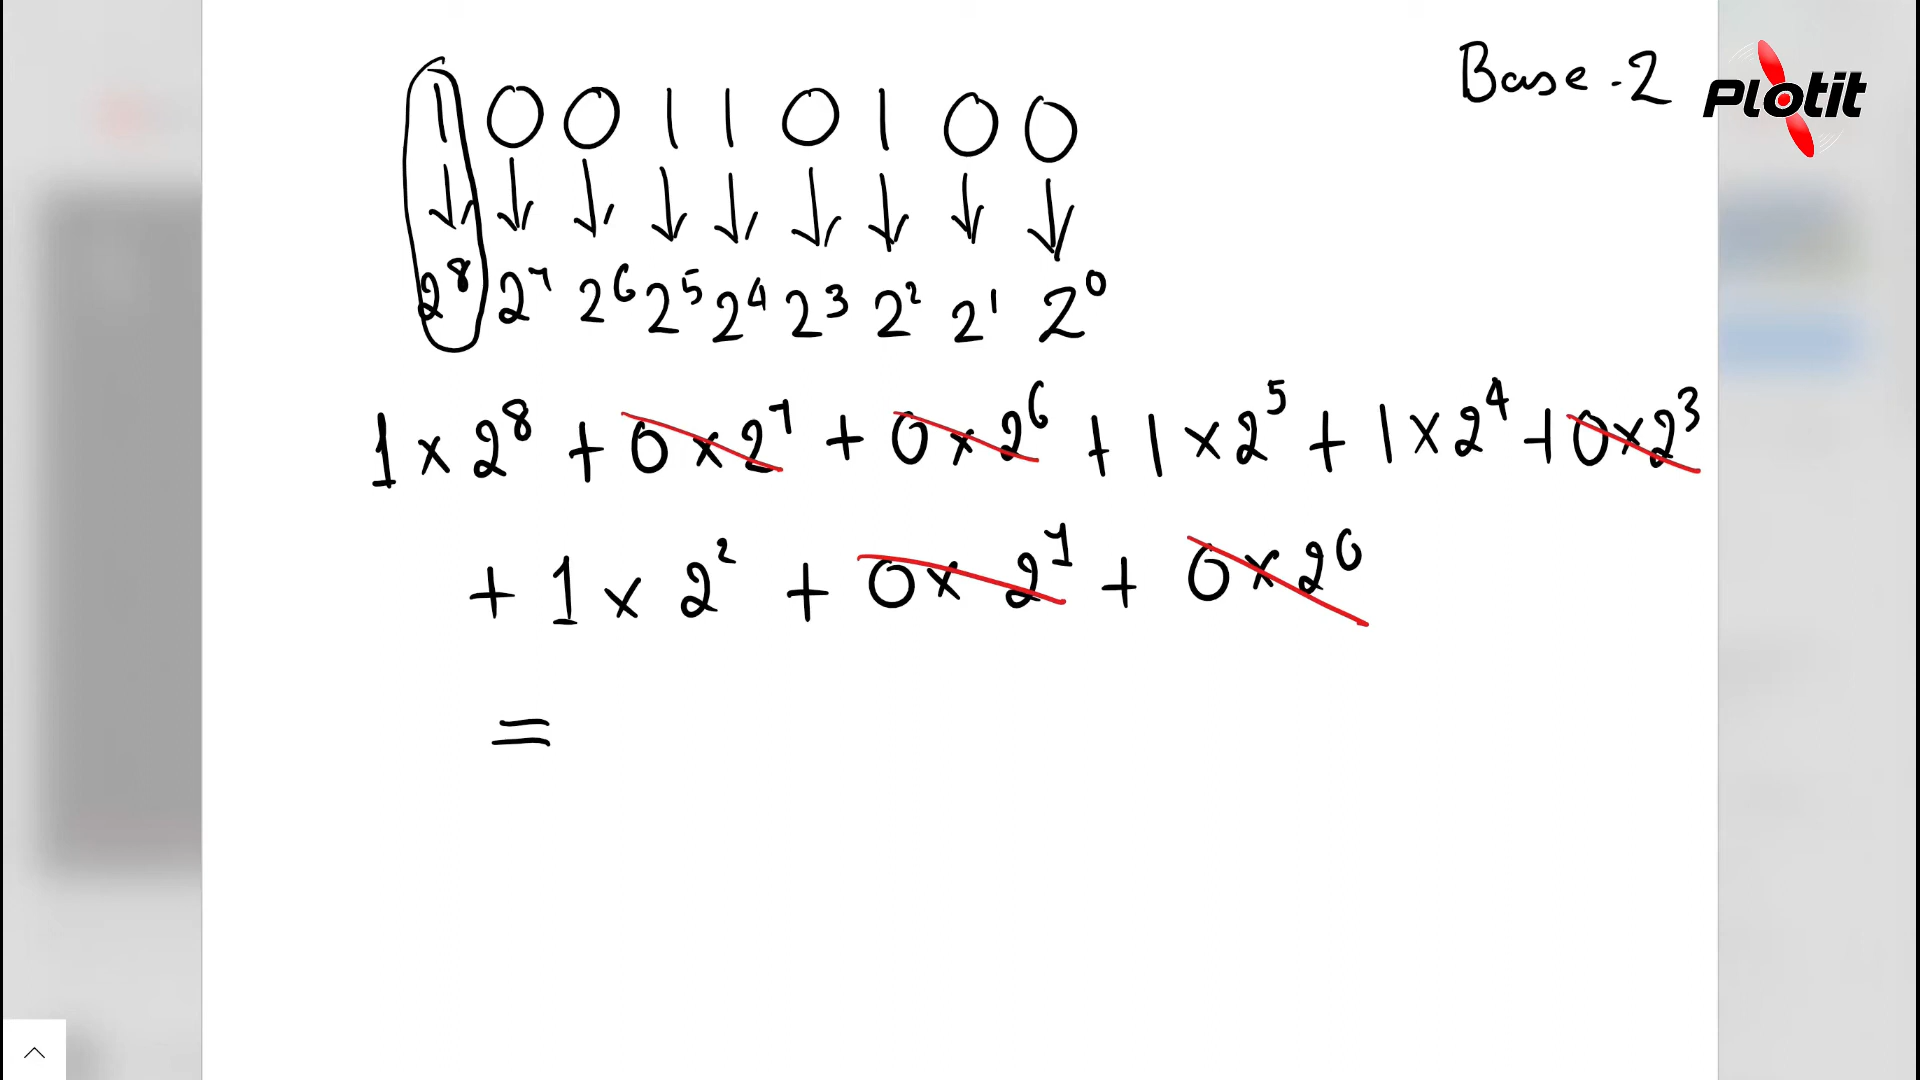 Base-2
Plotit
1 0 0 1 1 0 1 0 0
2⁸ 2⁷ 2⁶ 2⁵ 2⁴ 2³ 2² 2¹ 2⁰
1 × 2⁸ + 0 × 2⁷ + 0 × 2⁶ + 1 × 2⁵ + 1 × 2⁴ + 0 × 2³
+ 1 × 2² + 0 × 2¹ + 0 × 2⁰
=